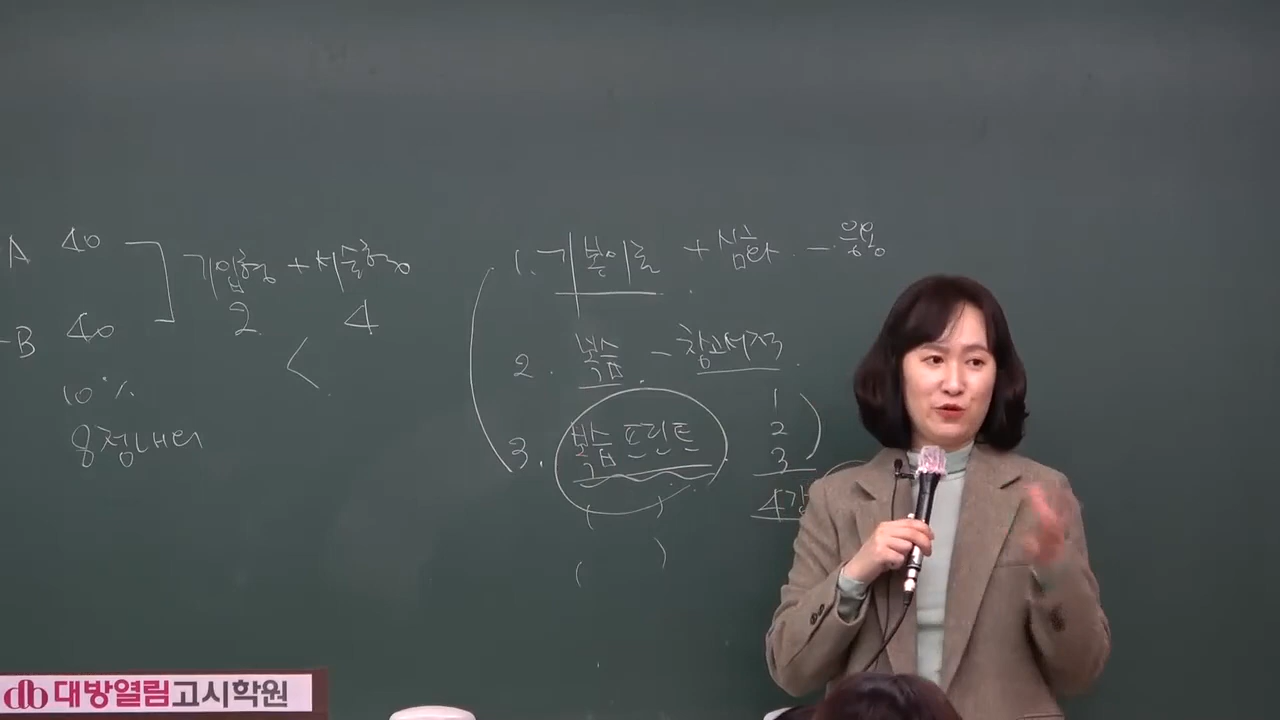 A 40
기입형 + 서술형
2 4
B 40
10%
8점내외
1. 기본이론 + 심화 - 응용
2. 복습 - 참고서적
3. 복습프린트
1
2
3
4강
대방열림고시학원